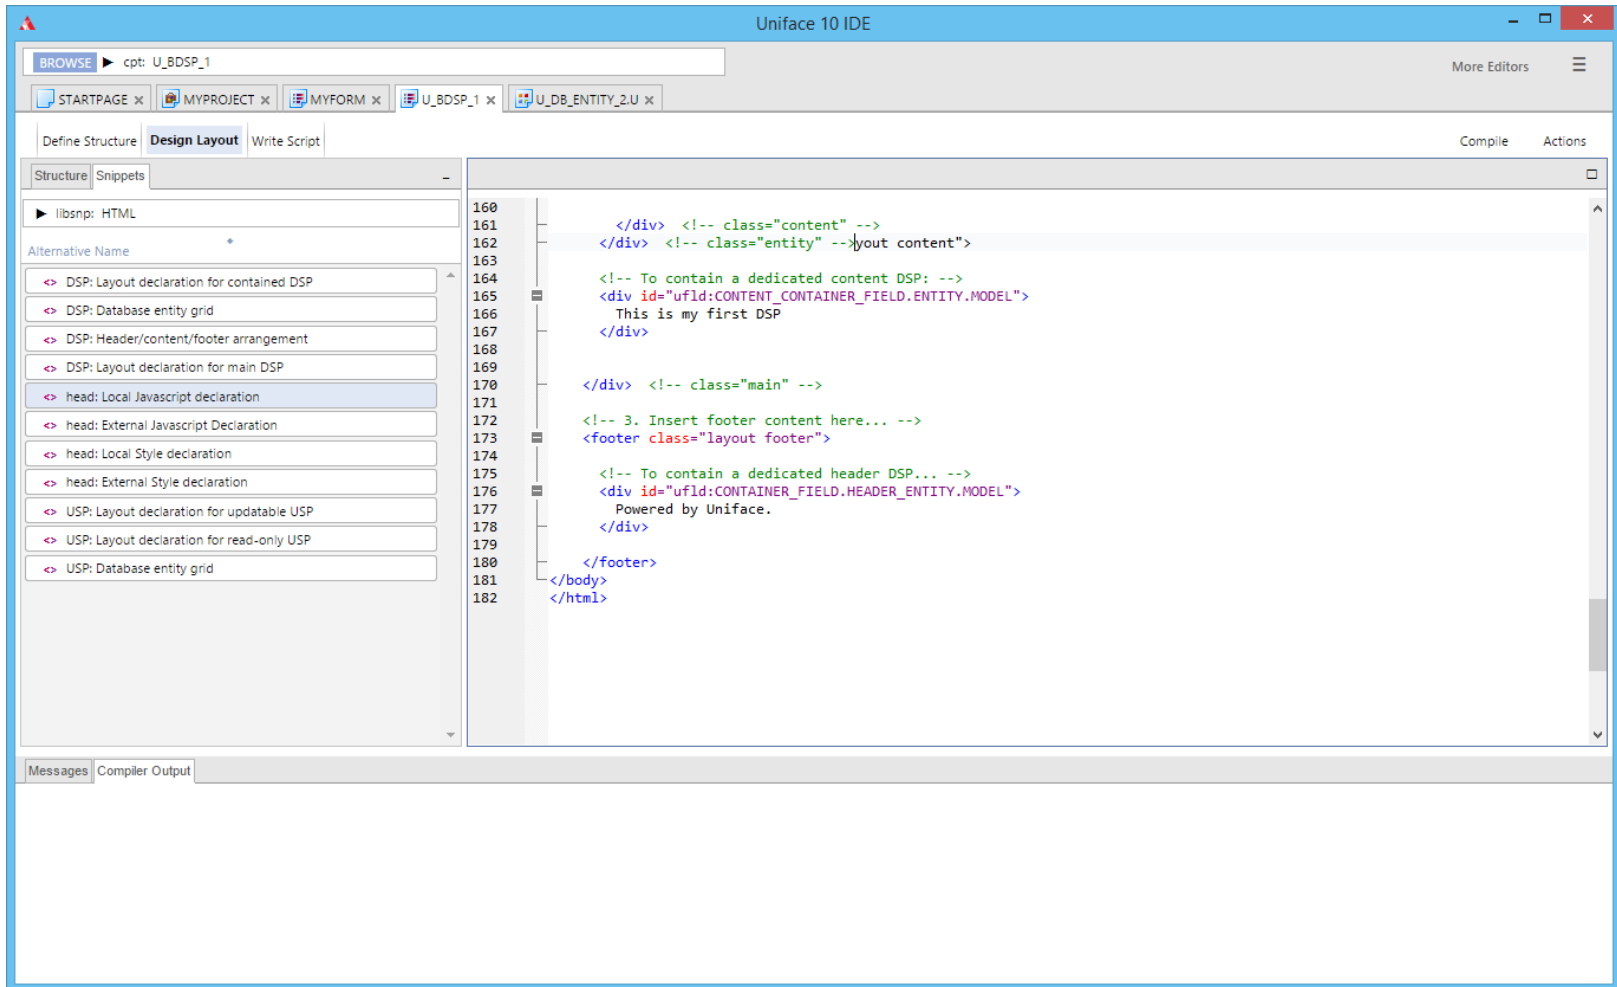 Uniface 10 IDE
BROWSE ▶ cpt: U_BDSP_1
More Editors
STARTPAGE × MYPROJECT × MYFORM × U_BDSP_1 × U_DB_ENTITY_2.U ×
Define Structure Design Layout Write Script
Compile Actions
Structure Snippets
▶ libsnp: HTML
Alternative Name
<> DSP: Layout declaration for contained DSP
<> DSP: Database entity grid
<> DSP: Header/content/footer arrangement
<> DSP: Layout declaration for main DSP
<> head: Local Javascript declaration
<> head: External Javascript Declaration
<> head: Local Style declaration
<> head: External Style declaration
<> USP: Layout declaration for updatable USP
<> USP: Layout declaration for read-only USP
<> USP: Database entity grid
160
161 </div> <!-- class="content" -->
162 </div> <!-- class="entity" -->yout content">
163
164 <!-- To contain a dedicated content DSP: -->
165 <div id="ufld:CONTENT_CONTAINER_FIELD.ENTITY.MODEL">
166 This is my first DSP
167 </div>
168
169
170 </div> <!-- class="main" -->
171
172 <!-- 3. Insert footer content here... -->
173 <footer class="layout footer">
174
175 <!-- To contain a dedicated header DSP... -->
176 <div id="ufld:CONTAINER_FIELD.HEADER_ENTITY.MODEL">
177 Powered by Uniface.
178 </div>
179
180 </footer>
181 </body>
182 </html>
Messages Compiler Output